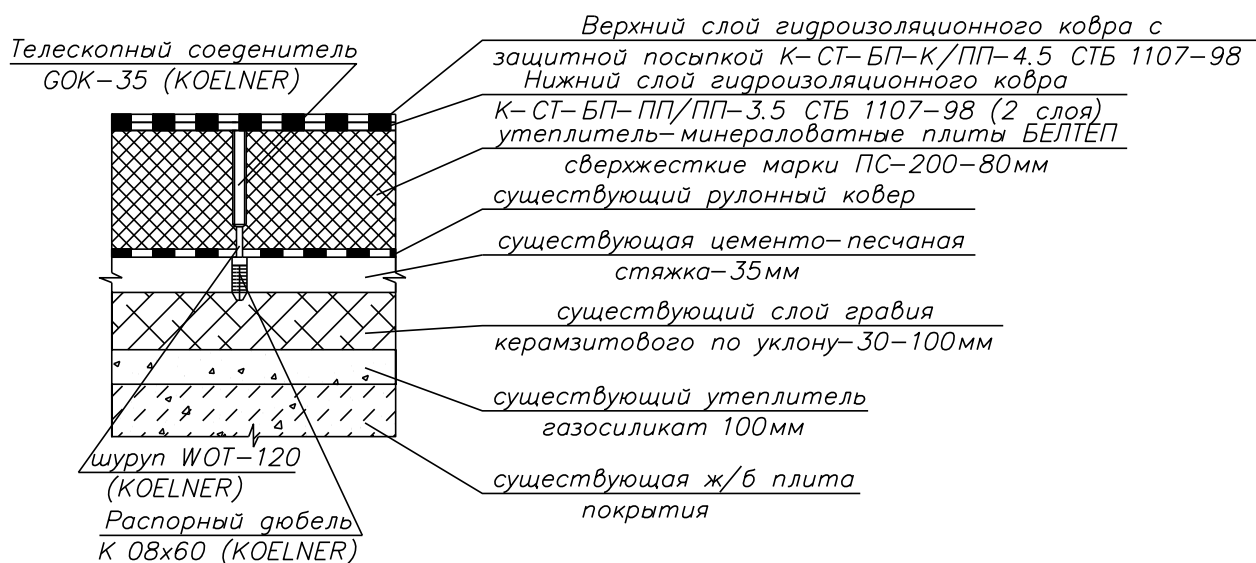 Верхний слой гидроизоляционного ковра с
защитной посыпкой К-СТ-БП-К/ПП-4.5 СТБ 1107-98
Телескопный соеденитель
GOK-35 (KOELNER)
Нижний слой гидроизоляционного ковра
К-СТ-БП-ПП/ПП-3.5 СТБ 1107-98 (2 слоя)
утеплитель-минераловатные плиты БЕЛТЕП
сверхжесткие марки ПС-200-80мм
существующий рулонный ковер
существующая цементо-песчаная
стяжка-35мм
существующий слой гравия
керамзитового по уклону-30-100мм
существующий утеплитель
газосиликат 100мм
шуруп WOT-120
(KOELNER)
существующая ж/б плита
покрытия
Распорный дюбель
К 08х60 (KOELNER)